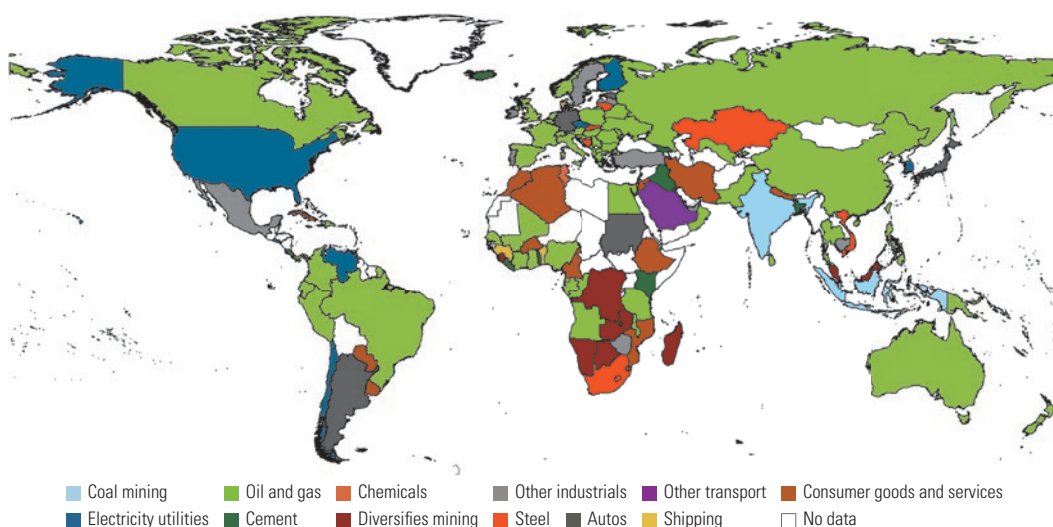 Coal mining Oil and gas Chemicals Other industrials Other transport Consumer goods and services
Electricity utilities Cement Diversifies mining Steel Autos Shipping No data